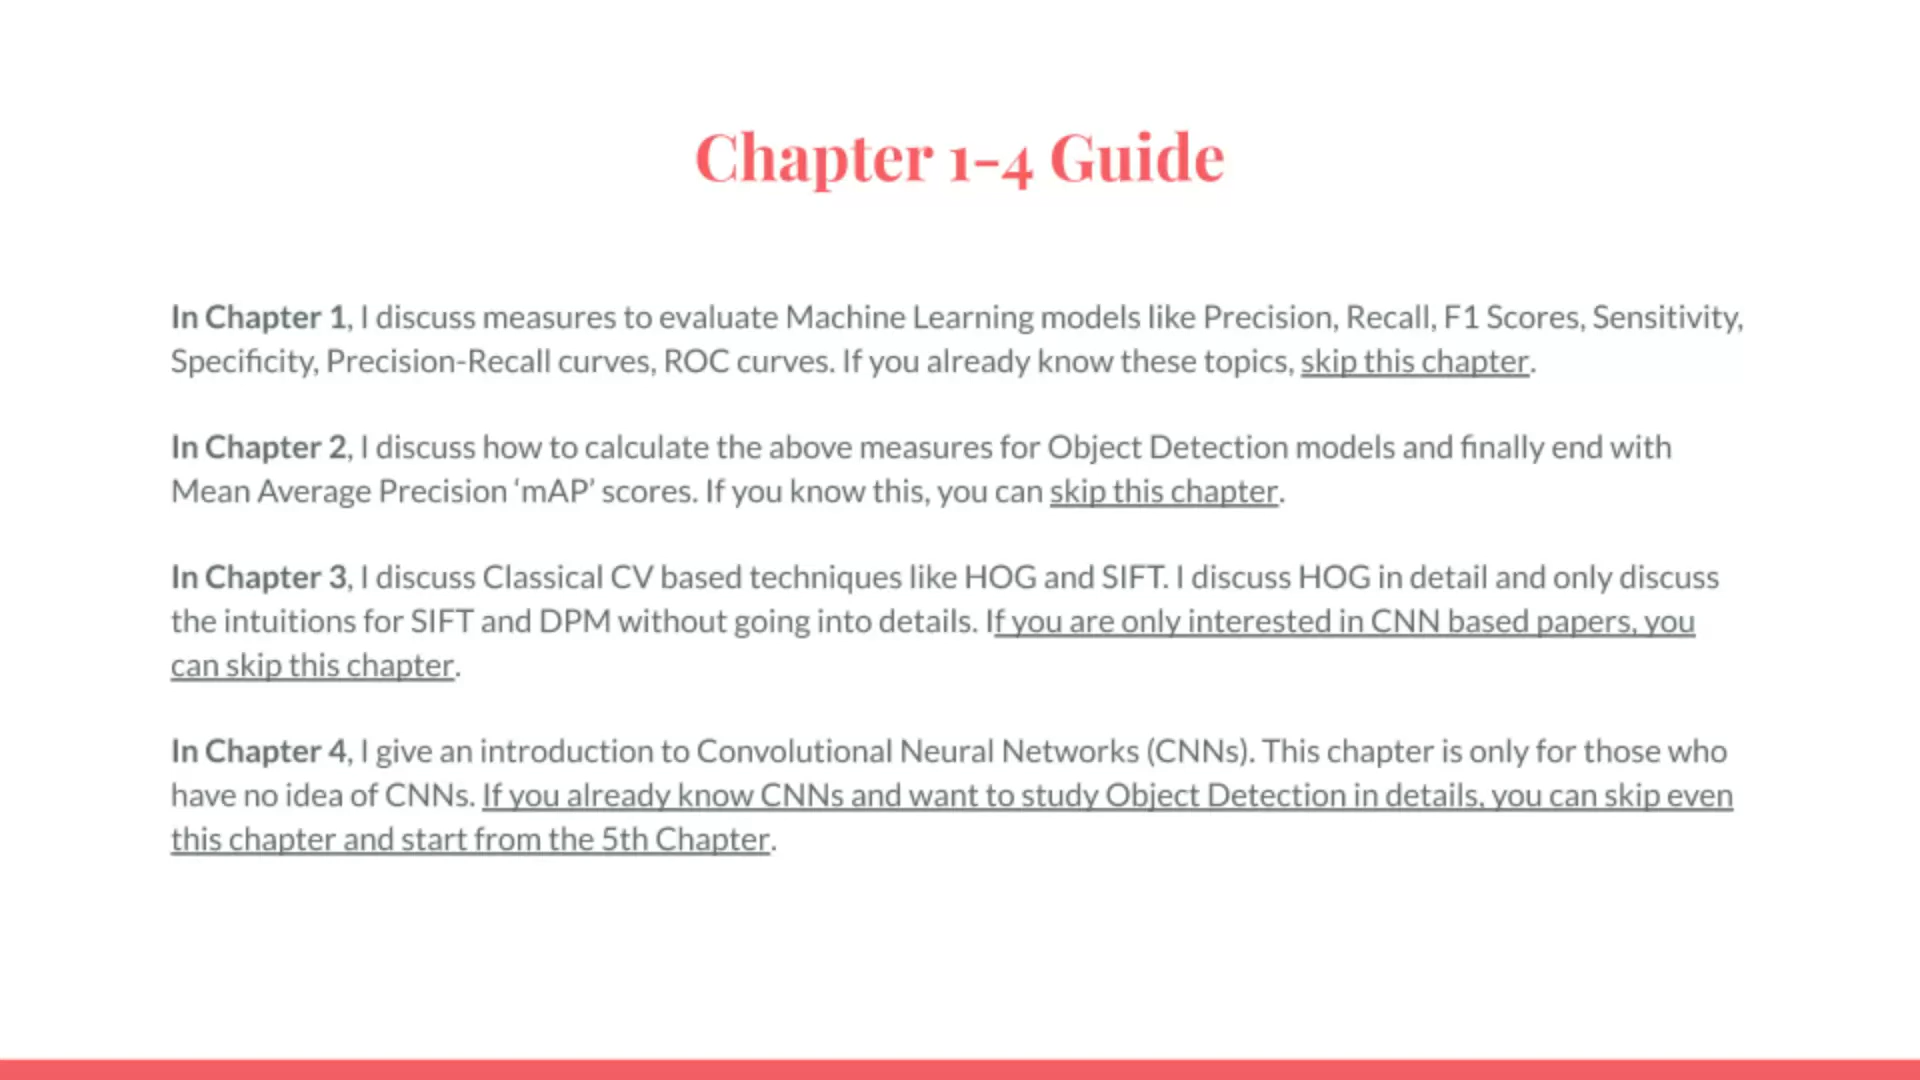 Chapter 1-4 Guide
In Chapter 1, I discuss measures to evaluate Machine Learning models like Precision, Recall, F1 Scores, Sensitivity,
Specificity, Precision-Recall curves, ROC curves. If you already know these topics, skip this chapter.
In Chapter 2, I discuss how to calculate the above measures for Object Detection models and finally end with
Mean Average Precision ‘mAP’ scores. If you know this, you can skip this chapter.
In Chapter 3, I discuss Classical CV based techniques like HOG and SIFT. I discuss HOG in detail and only discuss
the intuitions for SIFT and DPM without going into details. If you are only interested in CNN based papers, you
can skip this chapter.
In Chapter 4, I give an introduction to Convolutional Neural Networks (CNNs). This chapter is only for those who
have no idea of CNNs. If you already know CNNs and want to study Object Detection in details, you can skip even
this chapter and start from the 5th Chapter.